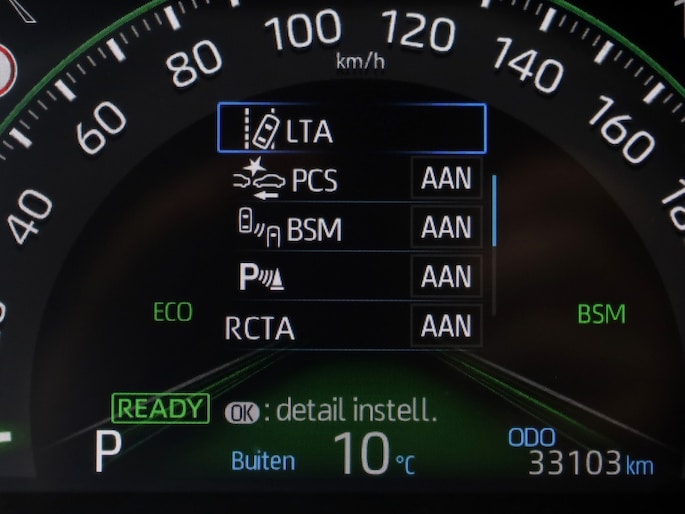 100 120
80 km/h 140
60 160
40
LTA
PCS AAN
BSM AAN
P AAN
RCTA AAN
ECO BSM
READY OK : detail instell.
P Buiten 10 °C ODO
33103 km